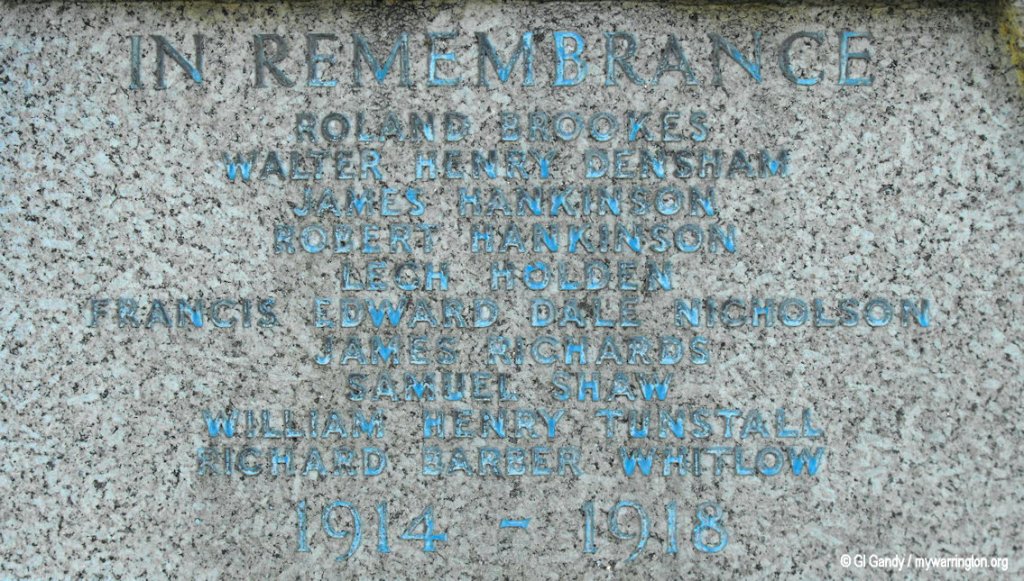 IN REMEMBRANCE
ROLAND BROOKES
WALTER HENRY DENSHAM
JAMES HANKINSON
ROBERT HANKINSON
LEGH HOLDEN
FRANCIS EDWARD DALE NICHOLSON
JAMES RICHARDS
SAMUEL SHAW
WILLIAM HENRY TUNSTALL
RICHARD BARBER WHITLOW
1914 - 1918
© GI Gandy / mywarrington.org